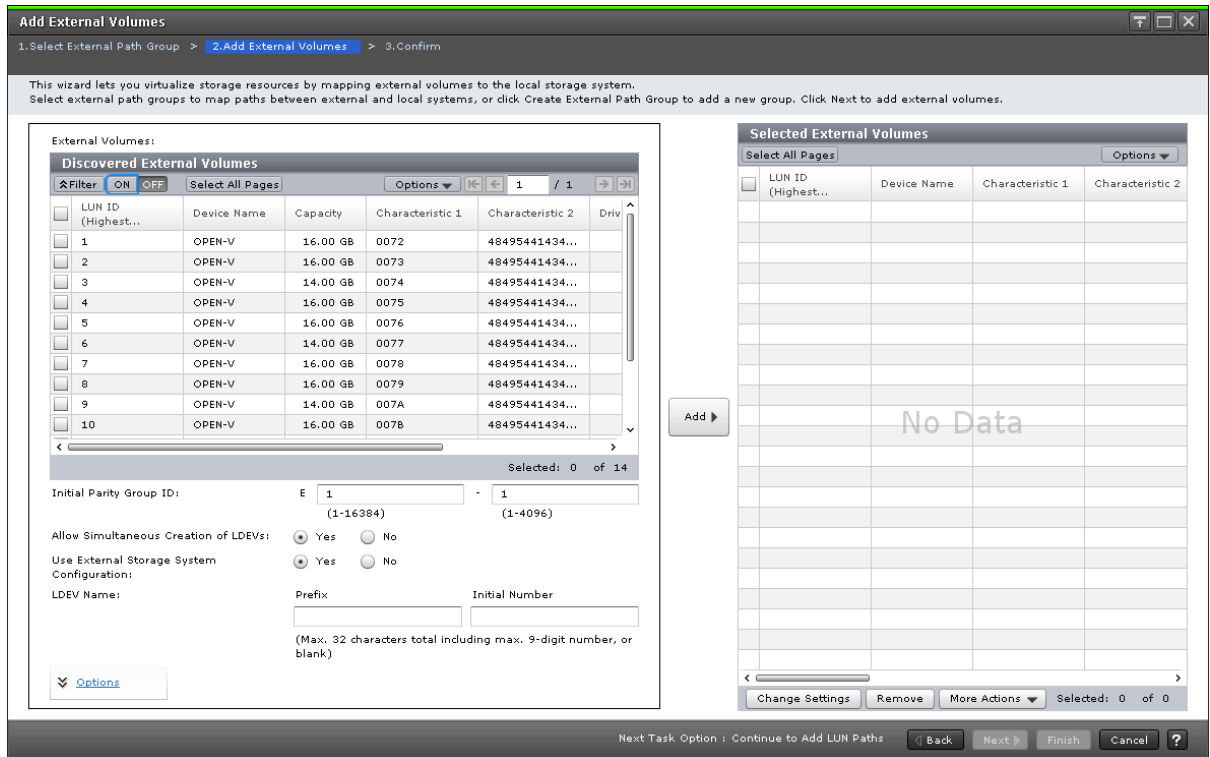 Add External Volumes
1.Select External Path Group > 2.Add External Volumes > 3.Confirm
This wizard lets you virtualize storage resources by mapping external volumes to the local storage system.
Select external path groups to map paths between external and local systems, or click Create External Path Group to add a new group. Click Next to add external volumes.
External Volumes:
Discovered External Volumes
Filter ON OFF Select All Pages Options 1 / 1
LUN ID (Highest... Device Name Capacity Characteristic 1 Characteristic 2 Driv
1 OPEN-V 16.00 GB 0072 48495441434...
2 OPEN-V 16.00 GB 0073 48495441434...
3 OPEN-V 14.00 GB 0074 48495441434...
4 OPEN-V 16.00 GB 0075 48495441434...
5 OPEN-V 16.00 GB 0076 48495441434...
6 OPEN-V 14.00 GB 0077 48495441434...
7 OPEN-V 16.00 GB 0078 48495441434...
8 OPEN-V 16.00 GB 0079 48495441434...
9 OPEN-V 14.00 GB 007A 48495441434...
10 OPEN-V 16.00 GB 007B 48495441434...
Selected: 0 of 14
Initial Parity Group ID: E 1 - 1
(1-16384) (1-4096)
Allow Simultaneous Creation of LDEVs: Yes No
Use External Storage System Configuration: Yes No
LDEV Name: Prefix Initial Number
(Max. 32 characters total including max. 9-digit number, or
blank)
Options
Add
Selected External Volumes
Select All Pages Options
LUN ID (Highest... Device Name Characteristic 1 Characteristic 2
No Data
Change Settings Remove More Actions Selected: 0 of 0
Next Task Option : Continue to Add LUN Paths Back Next Finish Cancel ?